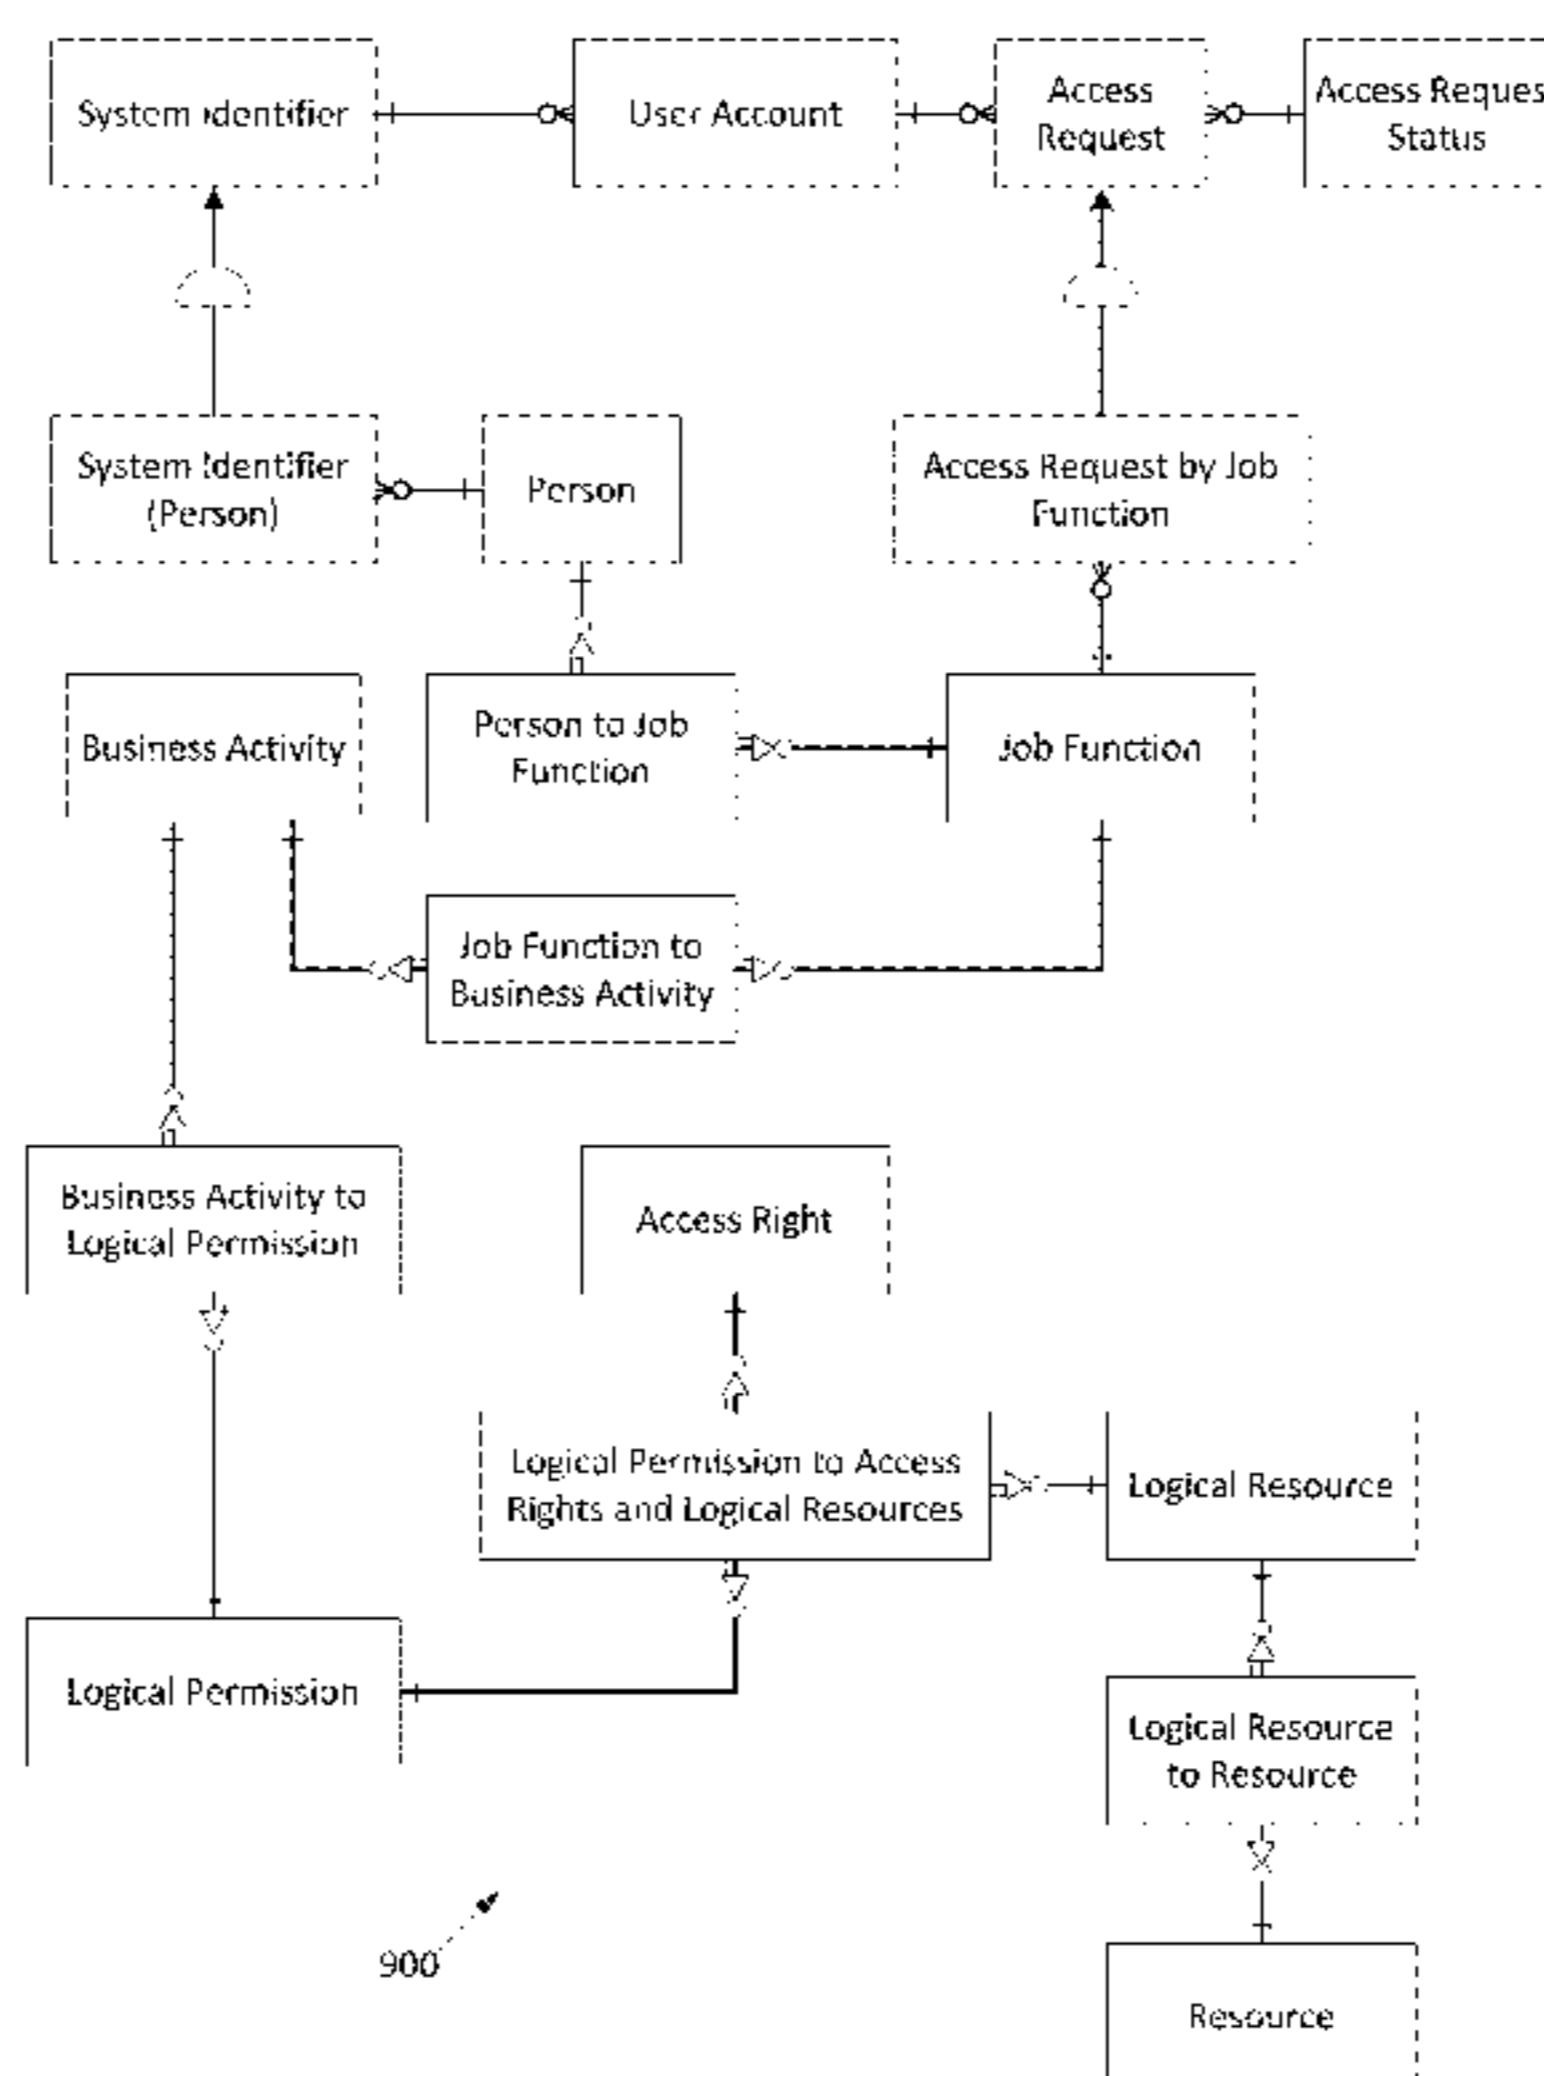 System Identifier
User Account
Access
Request
Access Reques
Status
System Identifier
(Person)
Person
Access Request by Job
Function
Business Activity
Person to Job
Function
Job Function
Job Function to
Business Activity
Business Activity to
Logical Permission
Access Right
Logical Permission to Access
Rights and Logical Resources
Logical Resource
Logical Permission
Logical Resource
to Resource
900
Resource